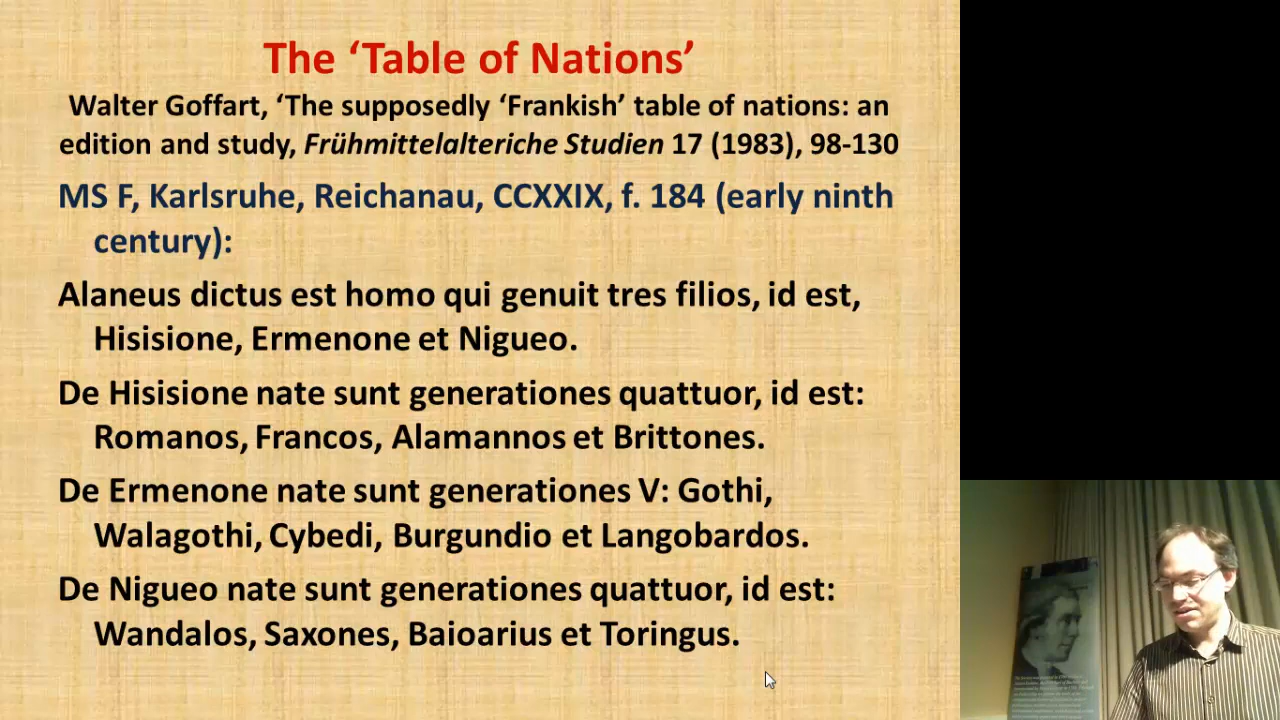 The ‘Table of Nations’
Walter Goffart, ‘The supposedly ‘Frankish’ table of nations: an
edition and study, Frühmittelalteriche Studien 17 (1983), 98-130
MS F, Karlsruhe, Reichanau, CCXXIX, f. 184 (early ninth
century):
Alaneus dictus est homo qui genuit tres filios, id est,
Hisisione, Ermenone et Nigueo.
De Hisisione nate sunt generationes quattuor, id est:
Romanos, Francos, Alamannos et Brittones.
De Ermenone nate sunt generationes V: Gothi,
Walagothi, Cybedi, Burgundio et Langobardos.
De Nigueo nate sunt generationes quattuor, id est:
Wandalos, Saxones, Baioarius et Toringus.